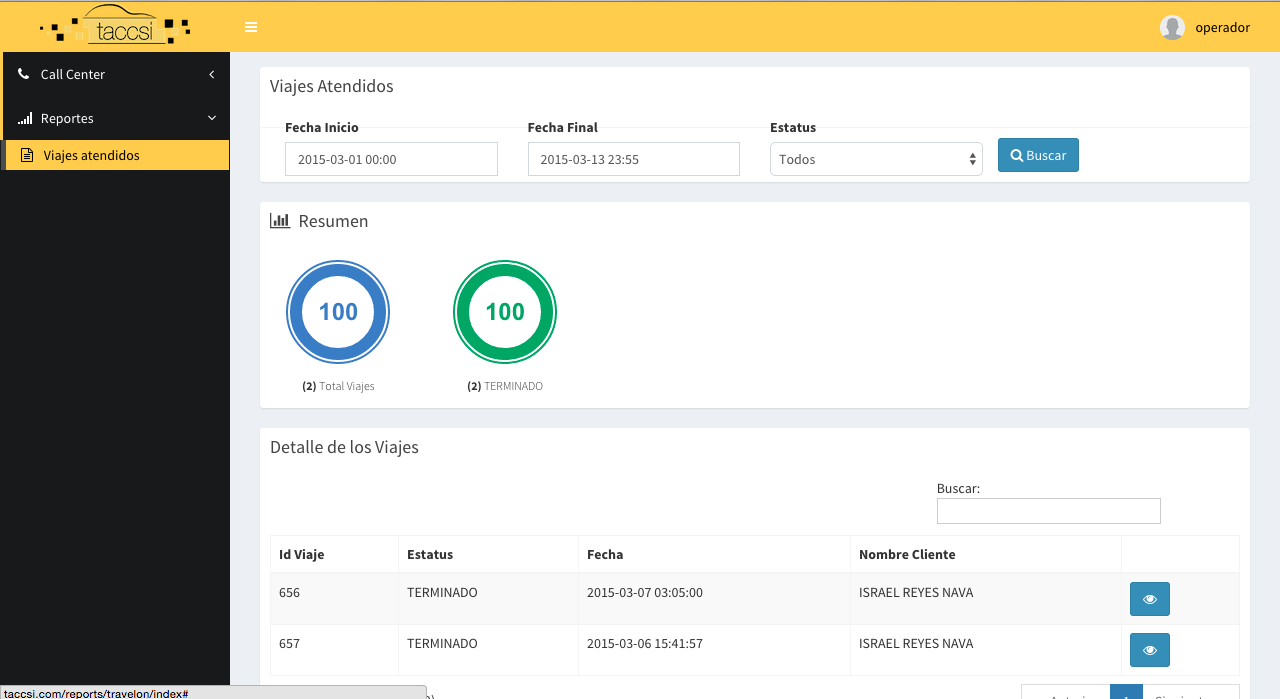 taccsi
operador
Call Center
Reportes
Viajes atendidos
Viajes Atendidos
Fecha Inicio Fecha Final Estatus
2015-03-01 00:00 2015-03-13 23:55 Todos Buscar
Resumen
100 100
(2) Total Viajes (2) TERMINADO
Detalle de los Viajes
Buscar:
Id Viaje Estatus Fecha Nombre Cliente
656 TERMINADO 2015-03-07 03:05:00 ISRAEL REYES NAVA
657 TERMINADO 2015-03-06 15:41:57 ISRAEL REYES NAVA
taccsi.com/reports/travelon/index#